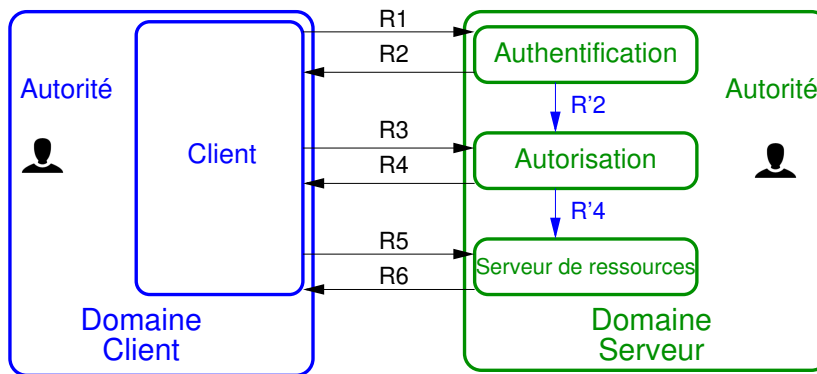 R1
R2
Authentification
Autorité
Autorité
R'2
Client
R3
R4
Autorisation
R'4
R5
R6
Serveur de ressources
Domaine
Client
Domaine
Serveur